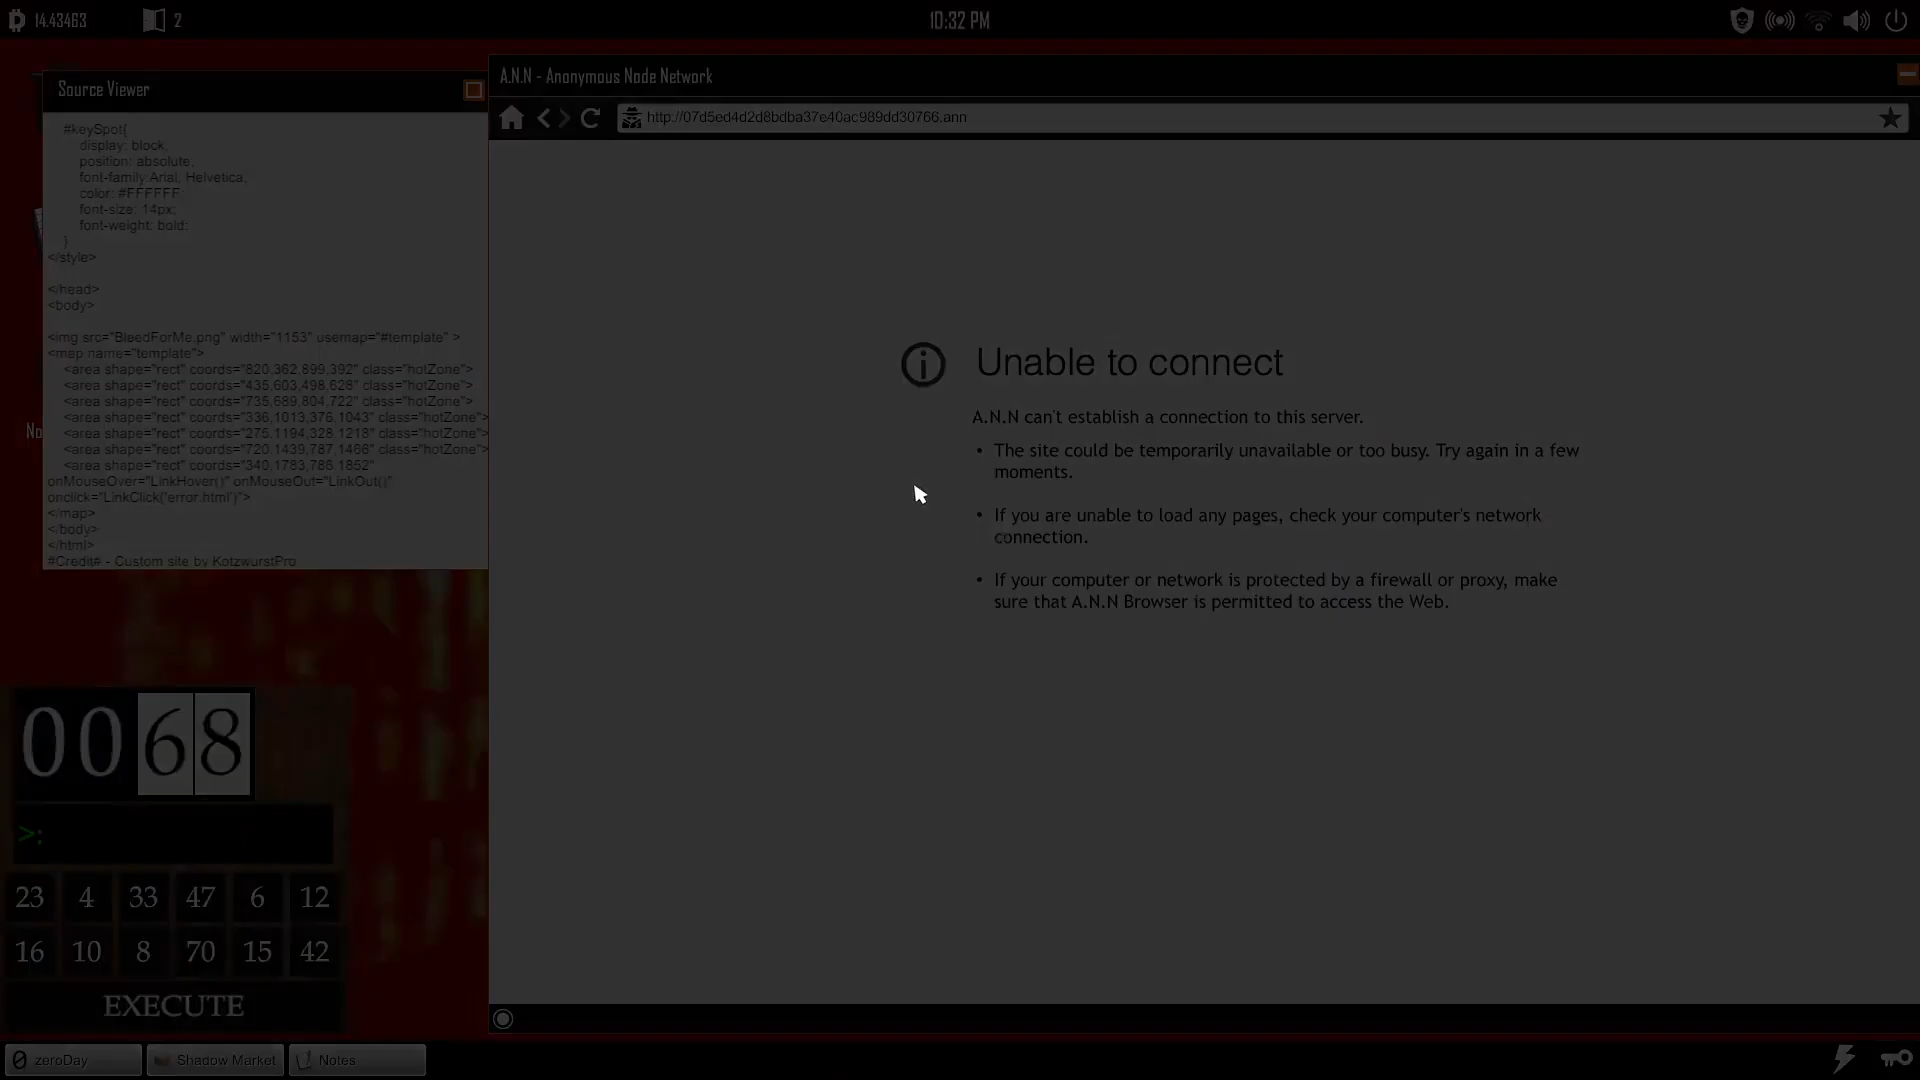 14.43463
2
10:32 PM
Source Viewer
#keySpot{
display: block;
position: absolute;
font-family:Arial, Helvetica,
color: #FFFFFF
font-size: 14px;
font-weight: bold;
}
</style>
</head>
<body>
<img src="BleedForMe.png" width="1153" usemap="#template" >
<map name="template">
<area shape="rect" coords="820,362,899,392" class="hotZone">
<area shape="rect" coords="435,603,498,628" class="hotZone">
<area shape="rect" coords="735,689,804,722" class="hotZone">
<area shape="rect" coords="336,1013,376,1043" class="hotZone">
<area shape="rect" coords="275,1194,328,1218" class="hotZone">
<area shape="rect" coords="720,1439,787,1466" class="hotZone">
<area shape="rect" coords="340,1783,786,1852"
onMouseOver="LinkHover()" onMouseOut="LinkOut()"
onclick="LinkClick('error.html')">
</map>
</body>
</html>
#Credit# - Custom site by KotzwurstPro
No
A.N.N - Anonymous Node Network
http://07d5ed4d2d8bdba37e40ac989dd30766.ann
Unable to connect
A.N.N can't establish a connection to this server.
• The site could be temporarily unavailable or too busy. Try again in a few
moments.
• If you are unable to load any pages, check your computer's network
connection.
• If your computer or network is protected by a firewall or proxy, make
sure that A.N.N Browser is permitted to access the Web.
0068
>:
23 4 33 47 6 12
16 10 8 70 15 42
EXECUTE
zeroDay
Shadow Market
Notes